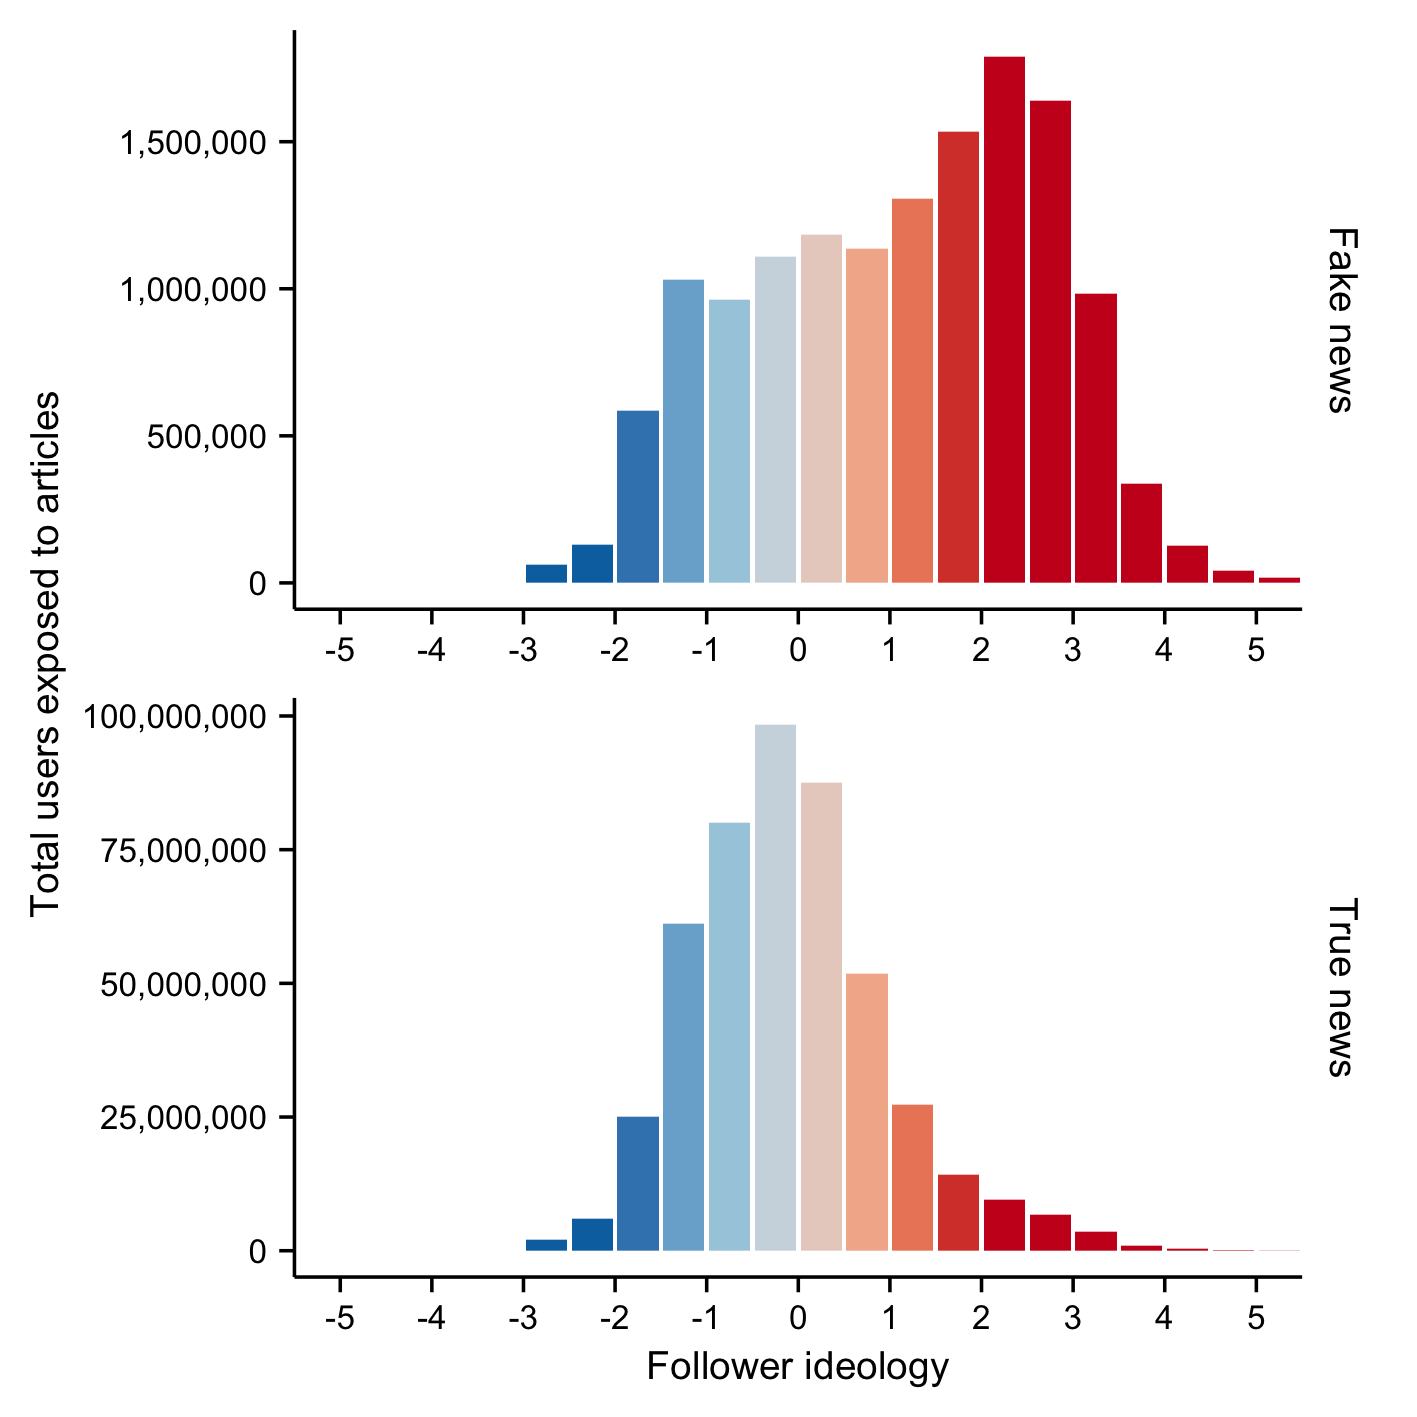 Total users exposed to articles
1,500,000
1,000,000
500,000
0
-5 -4 -3 -2 -1 0 1 2 3 4 5
Fake news
100,000,000
75,000,000
50,000,000
25,000,000
0
-5 -4 -3 -2 -1 0 1 2 3 4 5
True news
Follower ideology